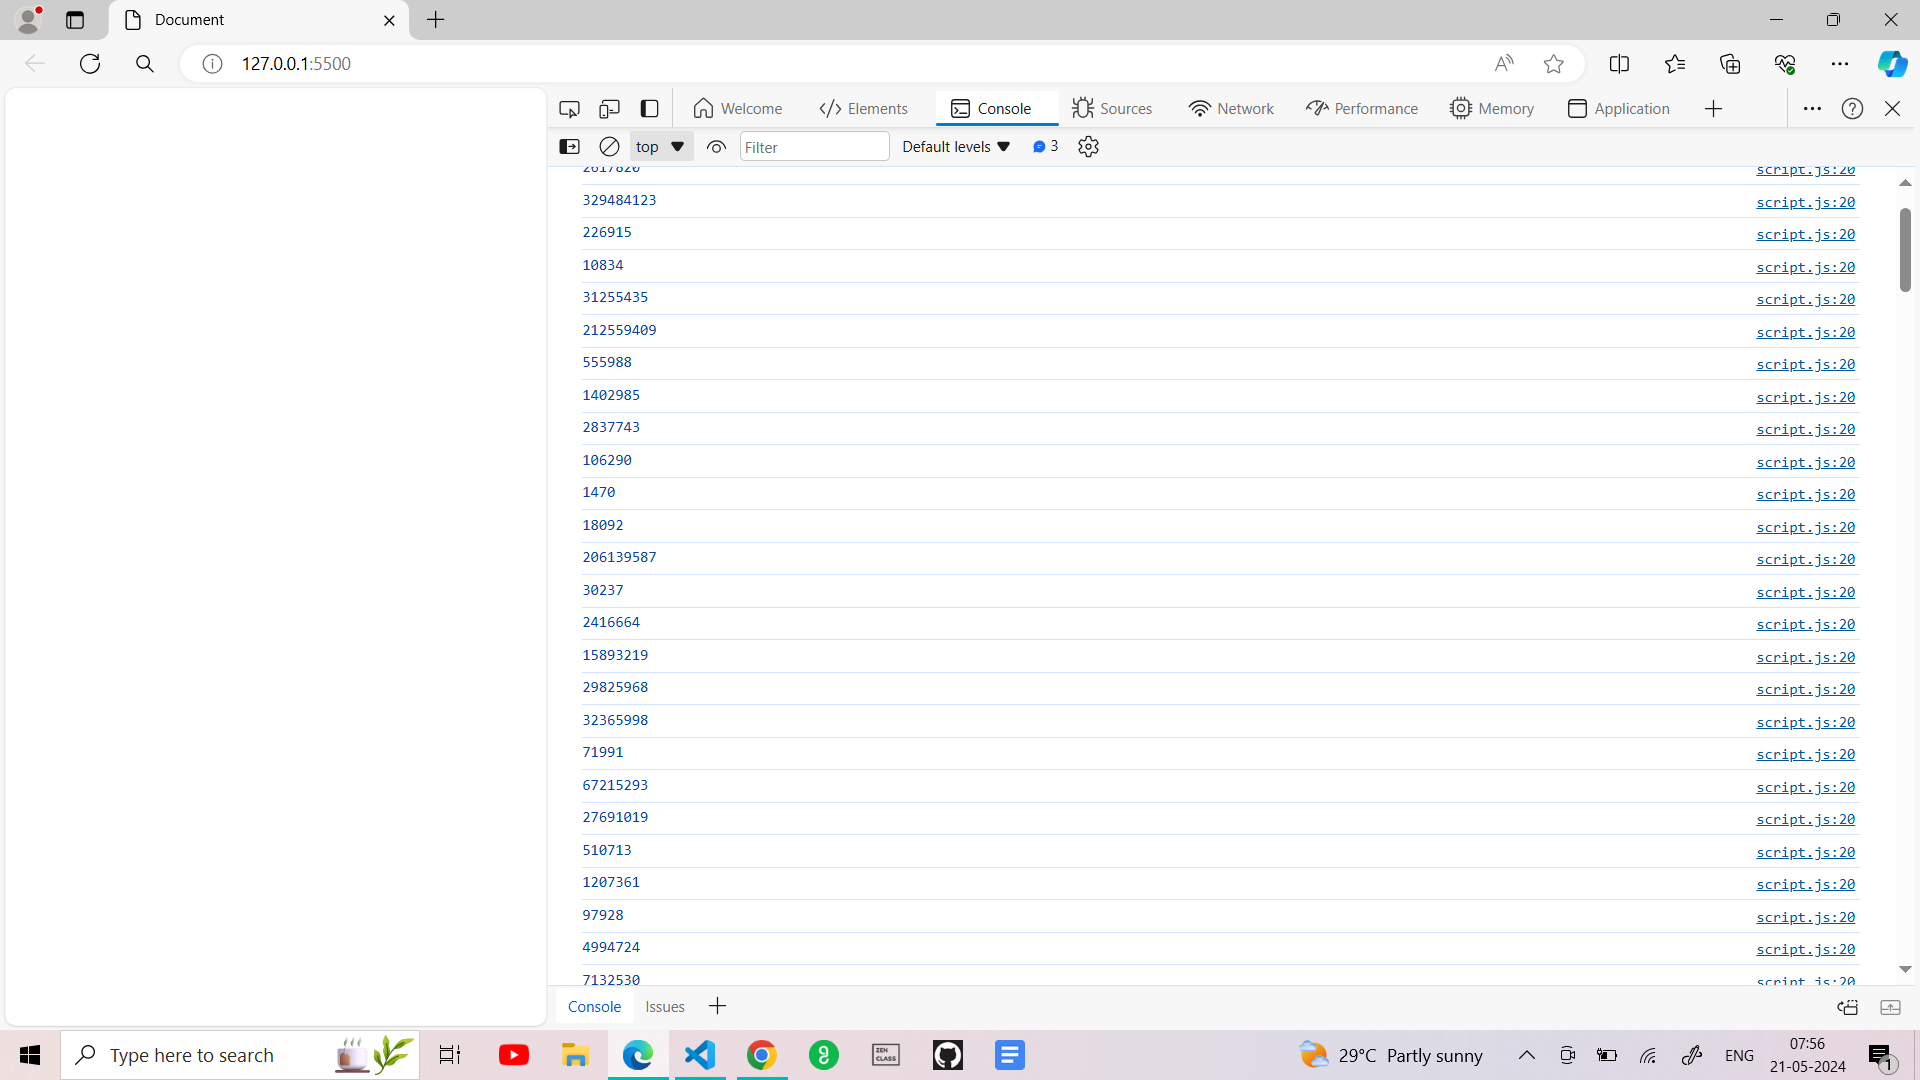 Document
127.0.0.1:5500
Welcome
Elements
Console
Sources
Network
Performance
Memory
Application
top
Filter
Default levels
3
2617820 script.js:20
329484123 script.js:20
226915 script.js:20
10834 script.js:20
31255435 script.js:20
212559409 script.js:20
555988 script.js:20
1402985 script.js:20
2837743 script.js:20
106290 script.js:20
1470 script.js:20
18092 script.js:20
206139587 script.js:20
30237 script.js:20
2416664 script.js:20
15893219 script.js:20
29825968 script.js:20
32365998 script.js:20
71991 script.js:20
67215293 script.js:20
27691019 script.js:20
510713 script.js:20
1207361 script.js:20
97928 script.js:20
4994724 script.js:20
7132530 script.js:20
Console
Issues
Type here to search
ZEN
CLASS
29°C Partly sunny
ENG
07:56
21-05-2024
1